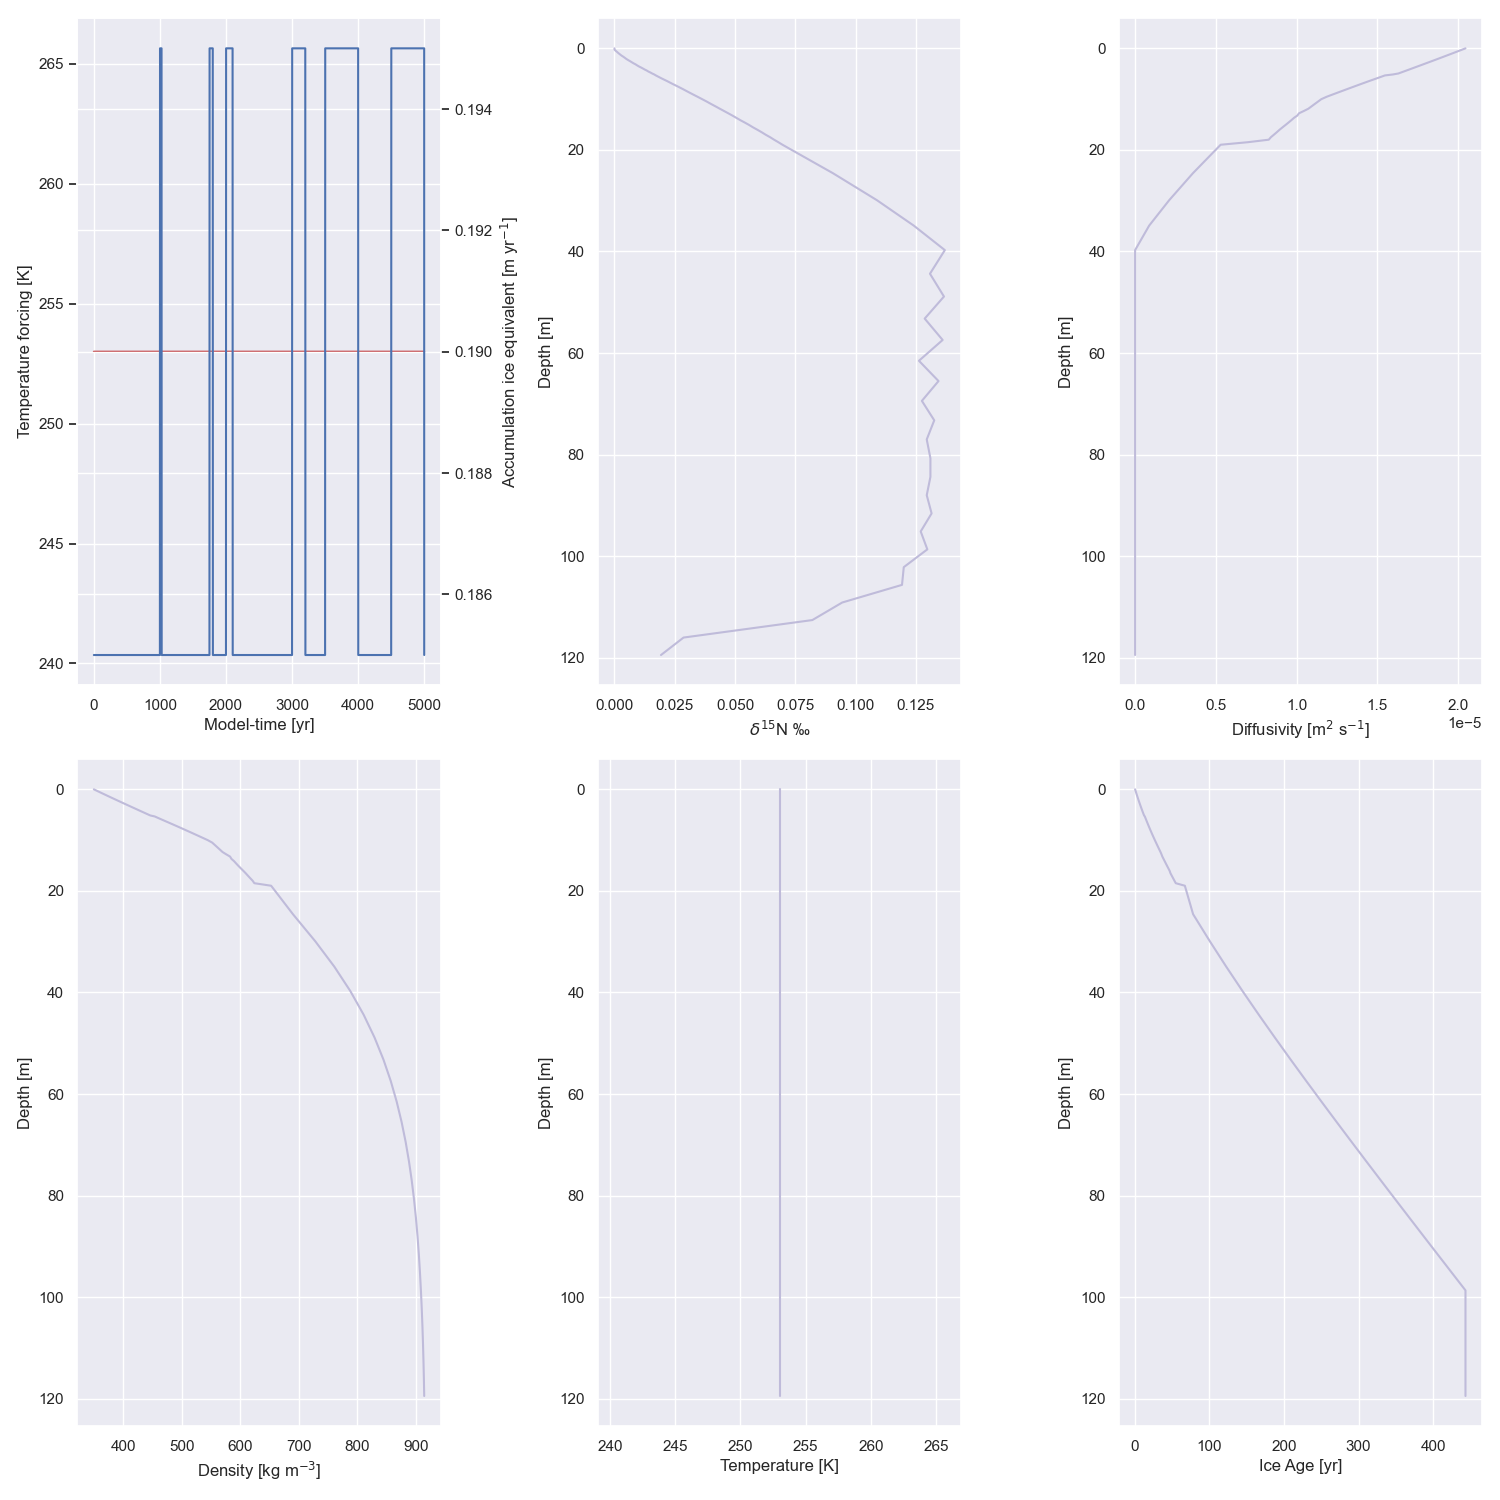 265
260
255
250
245
240
Temperature forcing [K]
0.194
0.192
0.190
0.188
0.186
Accumulation ice equivalent [m yr⁻¹]
0 1000 2000 3000 4000 5000
Model-time [yr]
0
20
40
60
80
100
120
Depth [m]
0.000 0.025 0.050 0.075 0.100 0.125
δ¹⁵N ‰
0
20
40
60
80
100
120
Depth [m]
0.0 0.5 1.0 1.5 2.0
1e−5
Diffusivity [m² s⁻¹]
0
20
40
60
80
100
120
Depth [m]
400 500 600 700 800 900
Density [kg m⁻³]
0
20
40
60
80
100
120
Depth [m]
240 245 250 255 260 265
Temperature [K]
0
20
40
60
80
100
120
Depth [m]
0 100 200 300 400
Ice Age [yr]